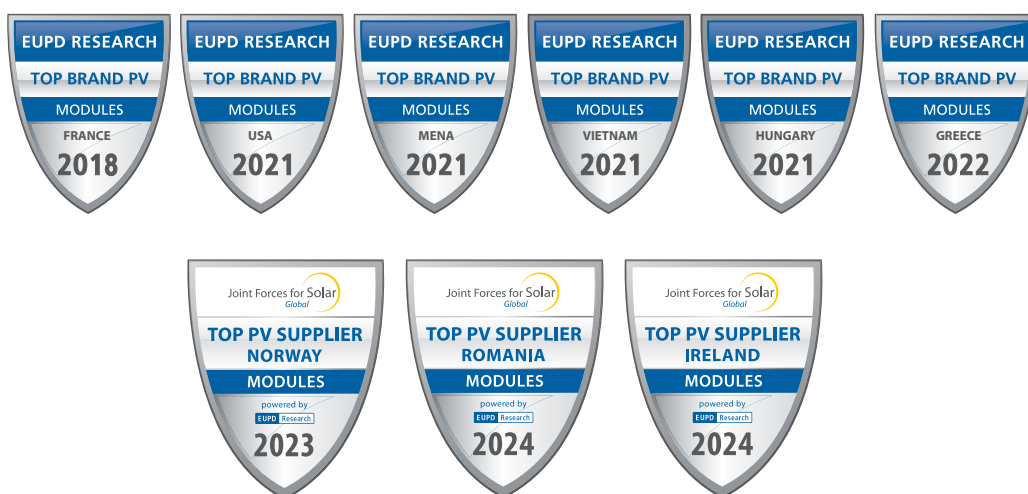 EUPD RESEARCH
TOP BRAND PV
MODULES
FRANCE
2018
EUPD RESEARCH
TOP BRAND PV
MODULES
USA
2021
EUPD RESEARCH
TOP BRAND PV
MODULES
MENA
2021
EUPD RESEARCH
TOP BRAND PV
MODULES
VIETNAM
2021
EUPD RESEARCH
TOP BRAND PV
MODULES
HUNGARY
2021
EUPD RESEARCH
TOP BRAND PV
MODULES
GREECE
2022
Joint Forces for Solar
Global
TOP PV SUPPLIER
NORWAY
MODULES
powered by
EUPD Research
2023
Joint Forces for Solar
Global
TOP PV SUPPLIER
ROMANIA
MODULES
powered by
EUPD Research
2024
Joint Forces for Solar
Global
TOP PV SUPPLIER
IRELAND
MODULES
powered by
EUPD Research
2024